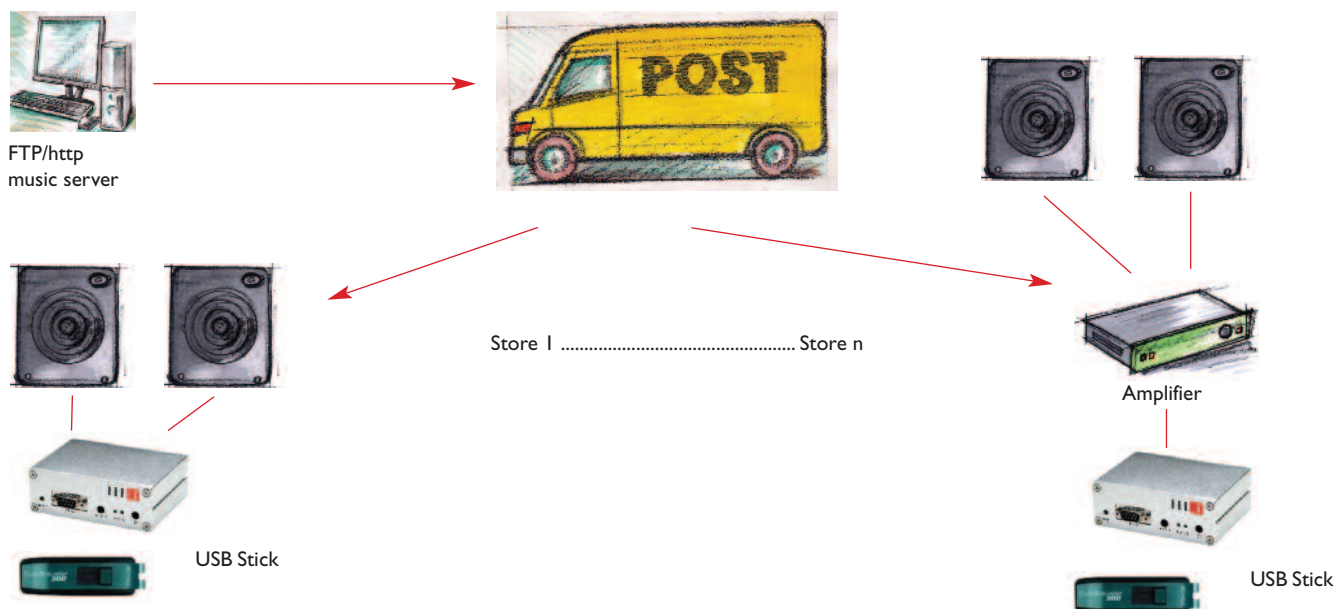 POST
FTP/http
music server
Store 1 .................................................... Store n
Amplifier
USB Stick
USB Stick